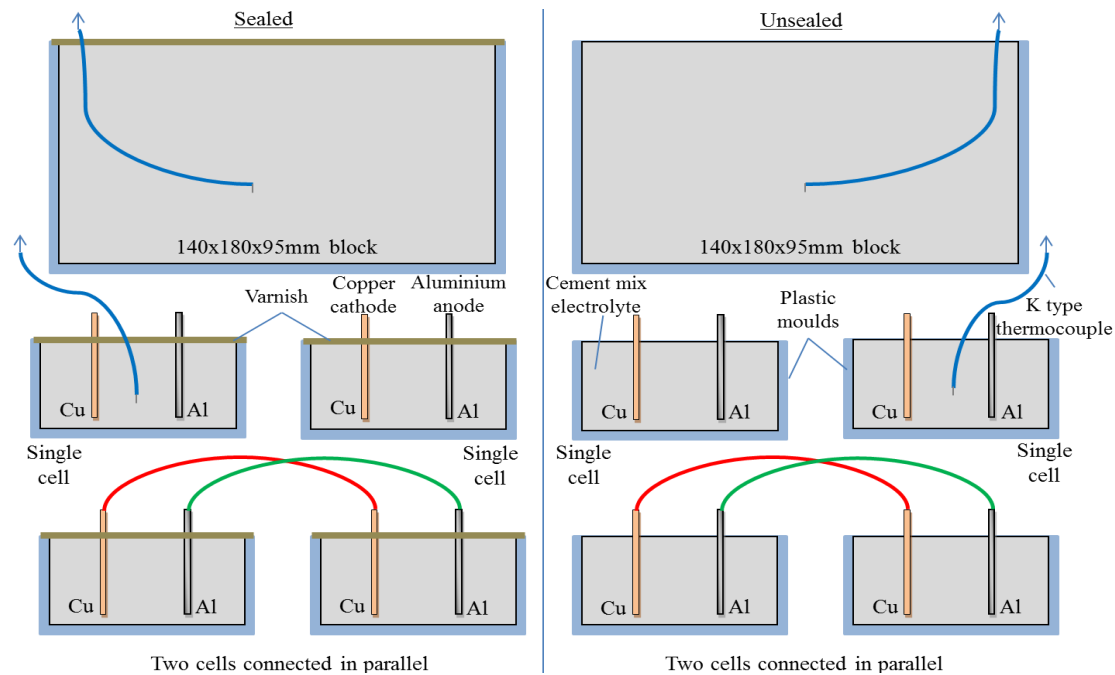 Sealed
Unsealed
140x180x95mm block
140x180x95mm block
Varnish
Copper
cathode
Aluminium
anode
Cement mix
electrolyte
Plastic
moulds
K type
thermocouple
Cu
Al
Cu
Al
Cu
Al
Cu
Al
Single
cell
Single
cell
Single
cell
Single
cell
Cu
Al
Cu
Al
Cu
Al
Cu
Al
Two cells connected in parallel
Two cells connected in parallel